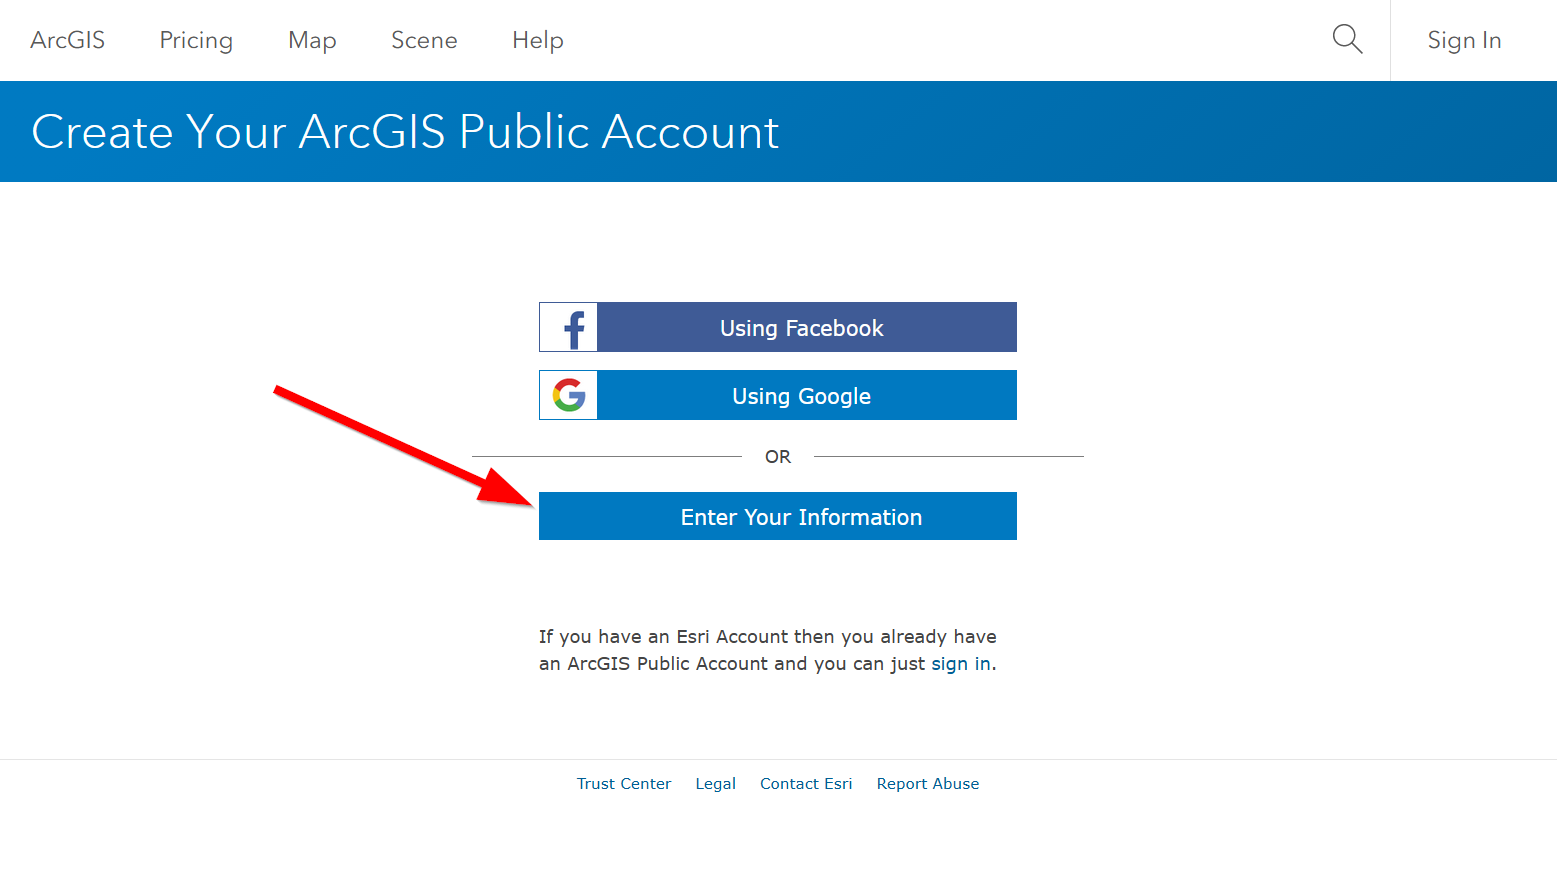 ArcGIS Pricing Map Scene Help Sign In
Create Your ArcGIS Public Account
Using Facebook
Using Google
OR
Enter Your Information
If you have an Esri Account then you already have
an ArcGIS Public Account and you can just sign in.
Trust Center Legal Contact Esri Report Abuse